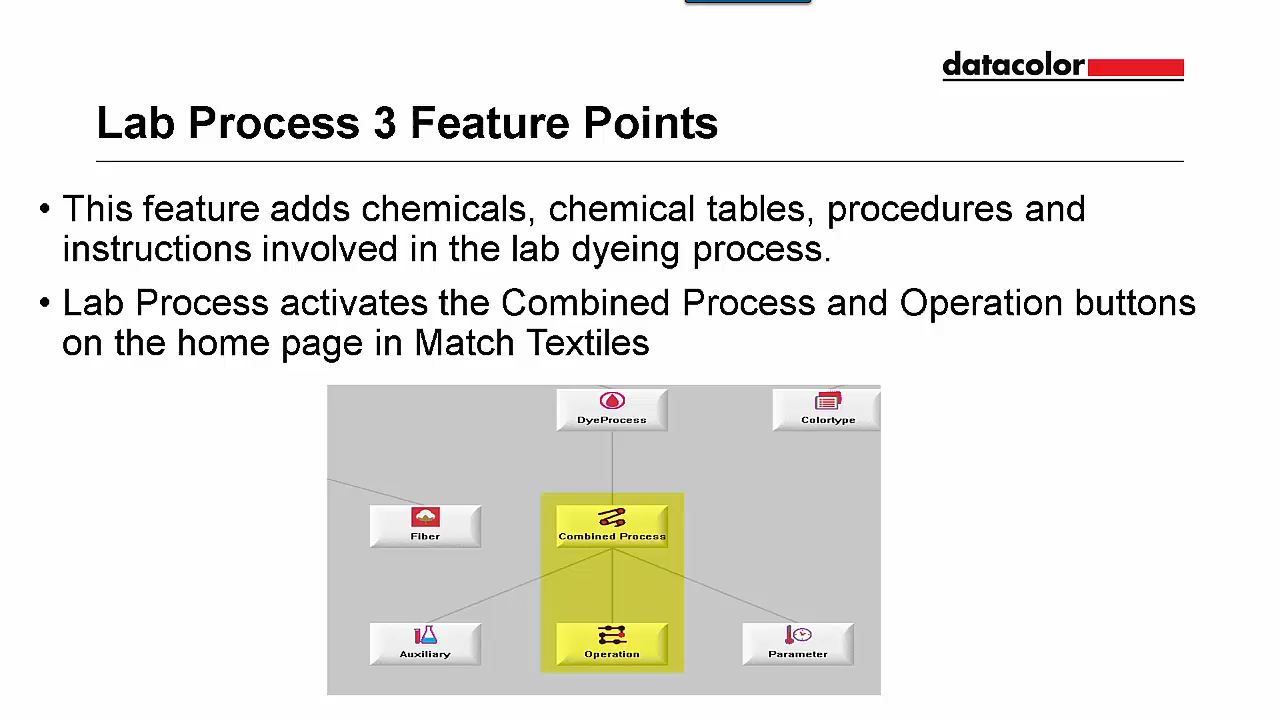 datacolor
Lab Process 3 Feature Points
• This feature adds chemicals, chemical tables, procedures and
instructions involved in the lab dyeing process.
• Lab Process activates the Combined Process and Operation buttons
on the home page in Match Textiles
DyeProcess
Colortype
Fiber
Combined Process
Auxiliary
Operation
Parameter